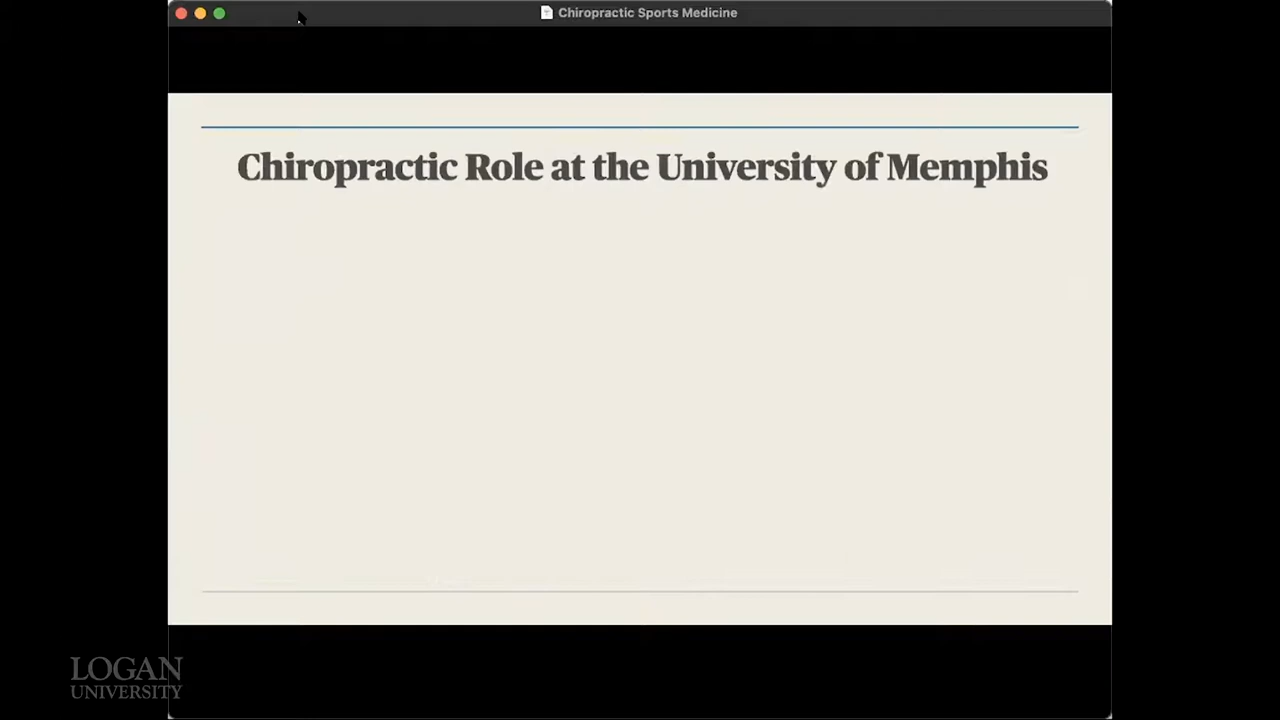 Chiropractic Sports Medicine
Chiropractic Role at the University of Memphis
LOGAN
UNIVERSITY